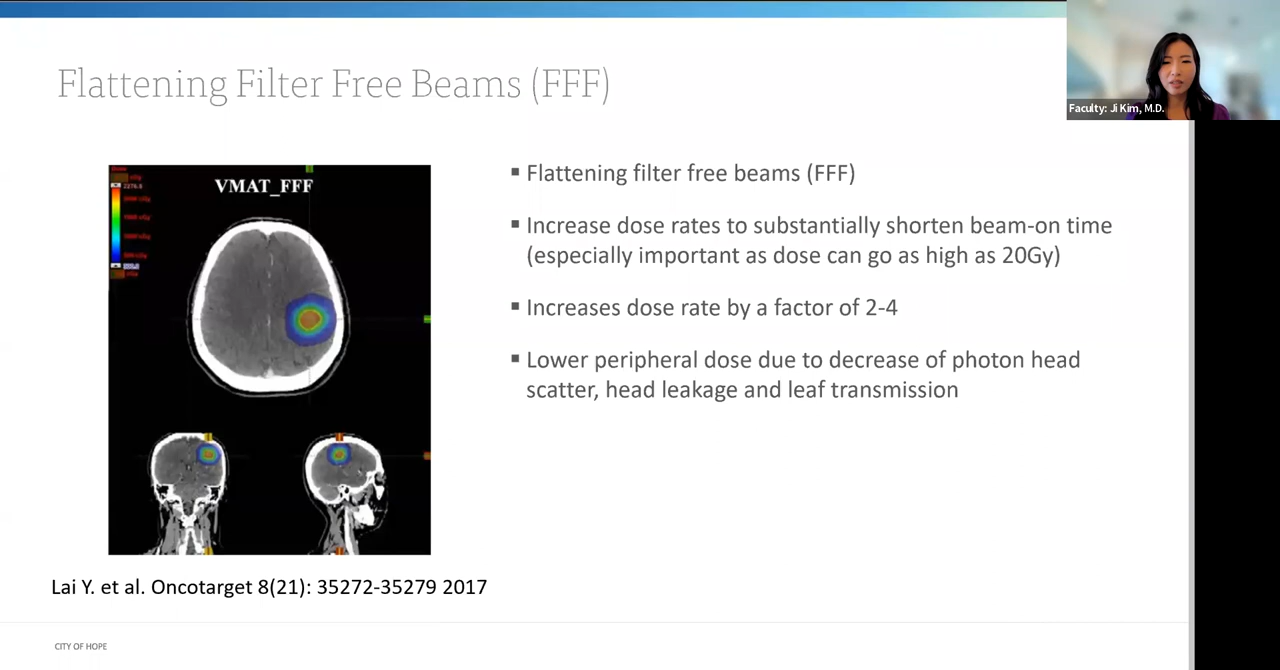 Flattening Filter Free Beams (FFF)
Faculty: Ji Kim, M.D.
VMAT_FFF
▪ Flattening filter free beams (FFF)
▪ Increase dose rates to substantially shorten beam-on time
(especially important as dose can go as high as 20Gy)
▪ Increases dose rate by a factor of 2-4
▪ Lower peripheral dose due to decrease of photon head
scatter, head leakage and leaf transmission
Lai Y. et al. Oncotarget 8(21): 35272-35279 2017
CITY OF HOPE